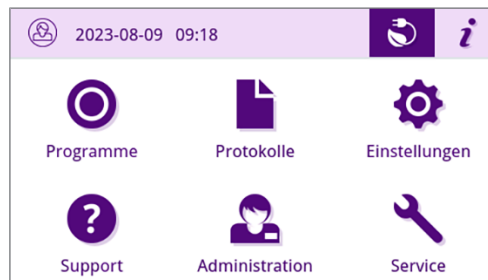 2023-08-09 09:18
Programme Protokolle Einstellungen
Support Administration Service